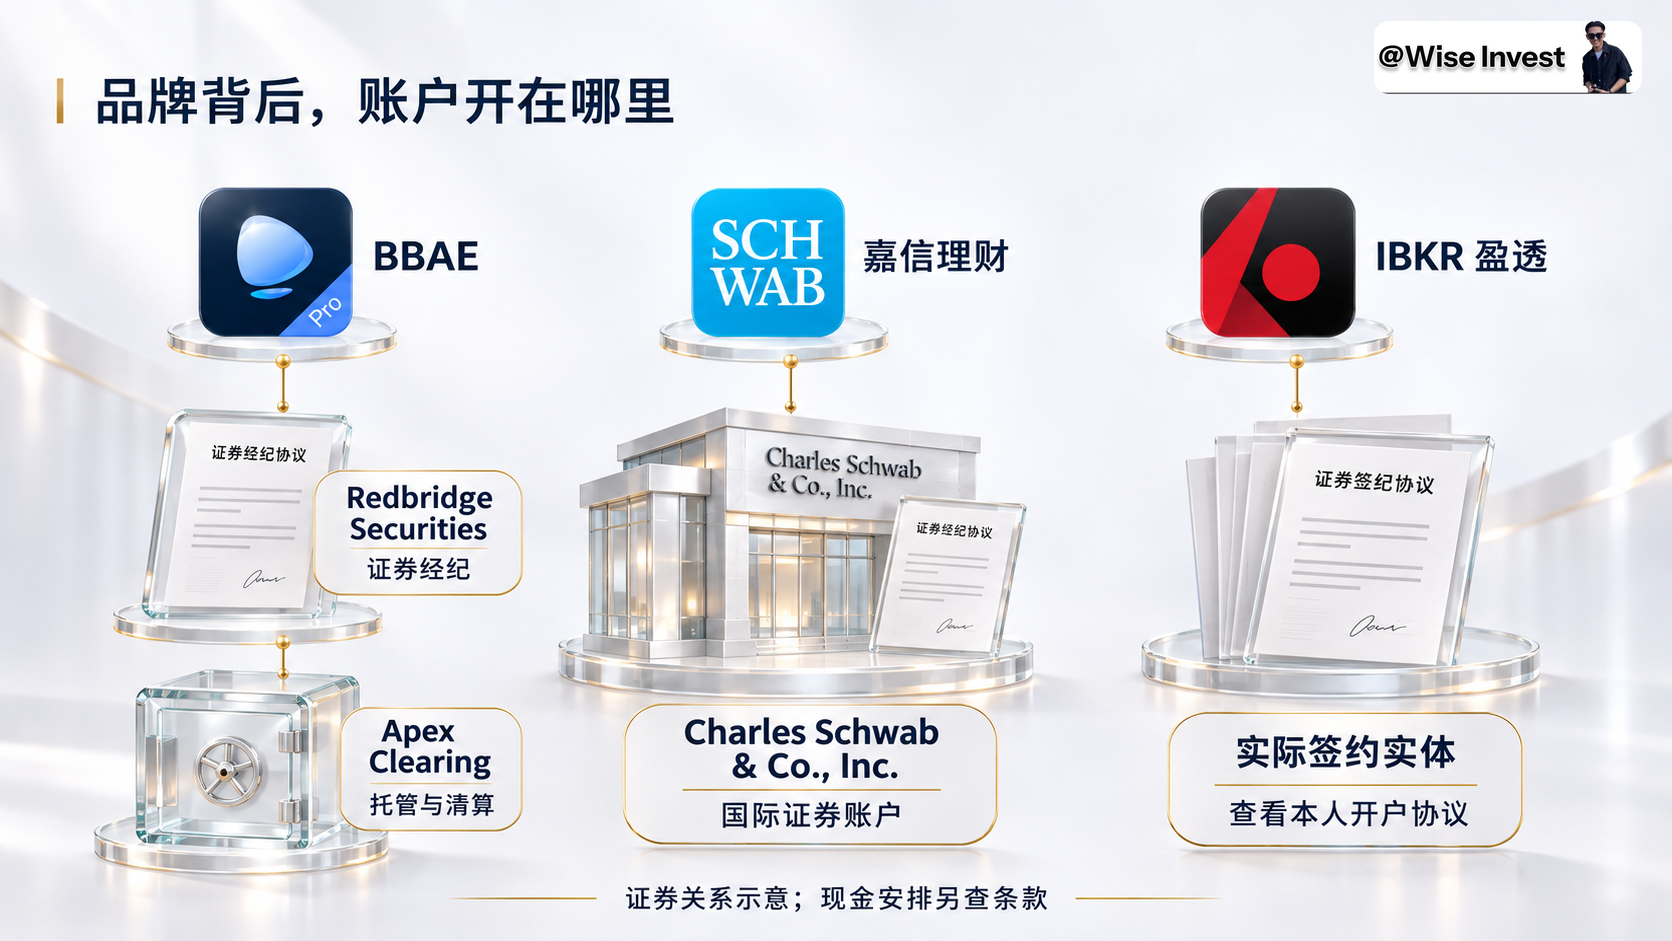 @Wise Invest
品牌背后，账户开在哪里
Pro
BBAE
SCH
WAB
嘉信理财
IBKR 盈透
证券经纪协议
Redbridge
Securities
证券经纪
Apex
Clearing
托管与清算
Charles Schwab
& Co., Inc.
证券经纪协议
Charles Schwab
& Co., Inc.
国际证券账户
证券签纪协议
实际签约实体
查看本人开户协议
证券关系示意；现金安排另查条款